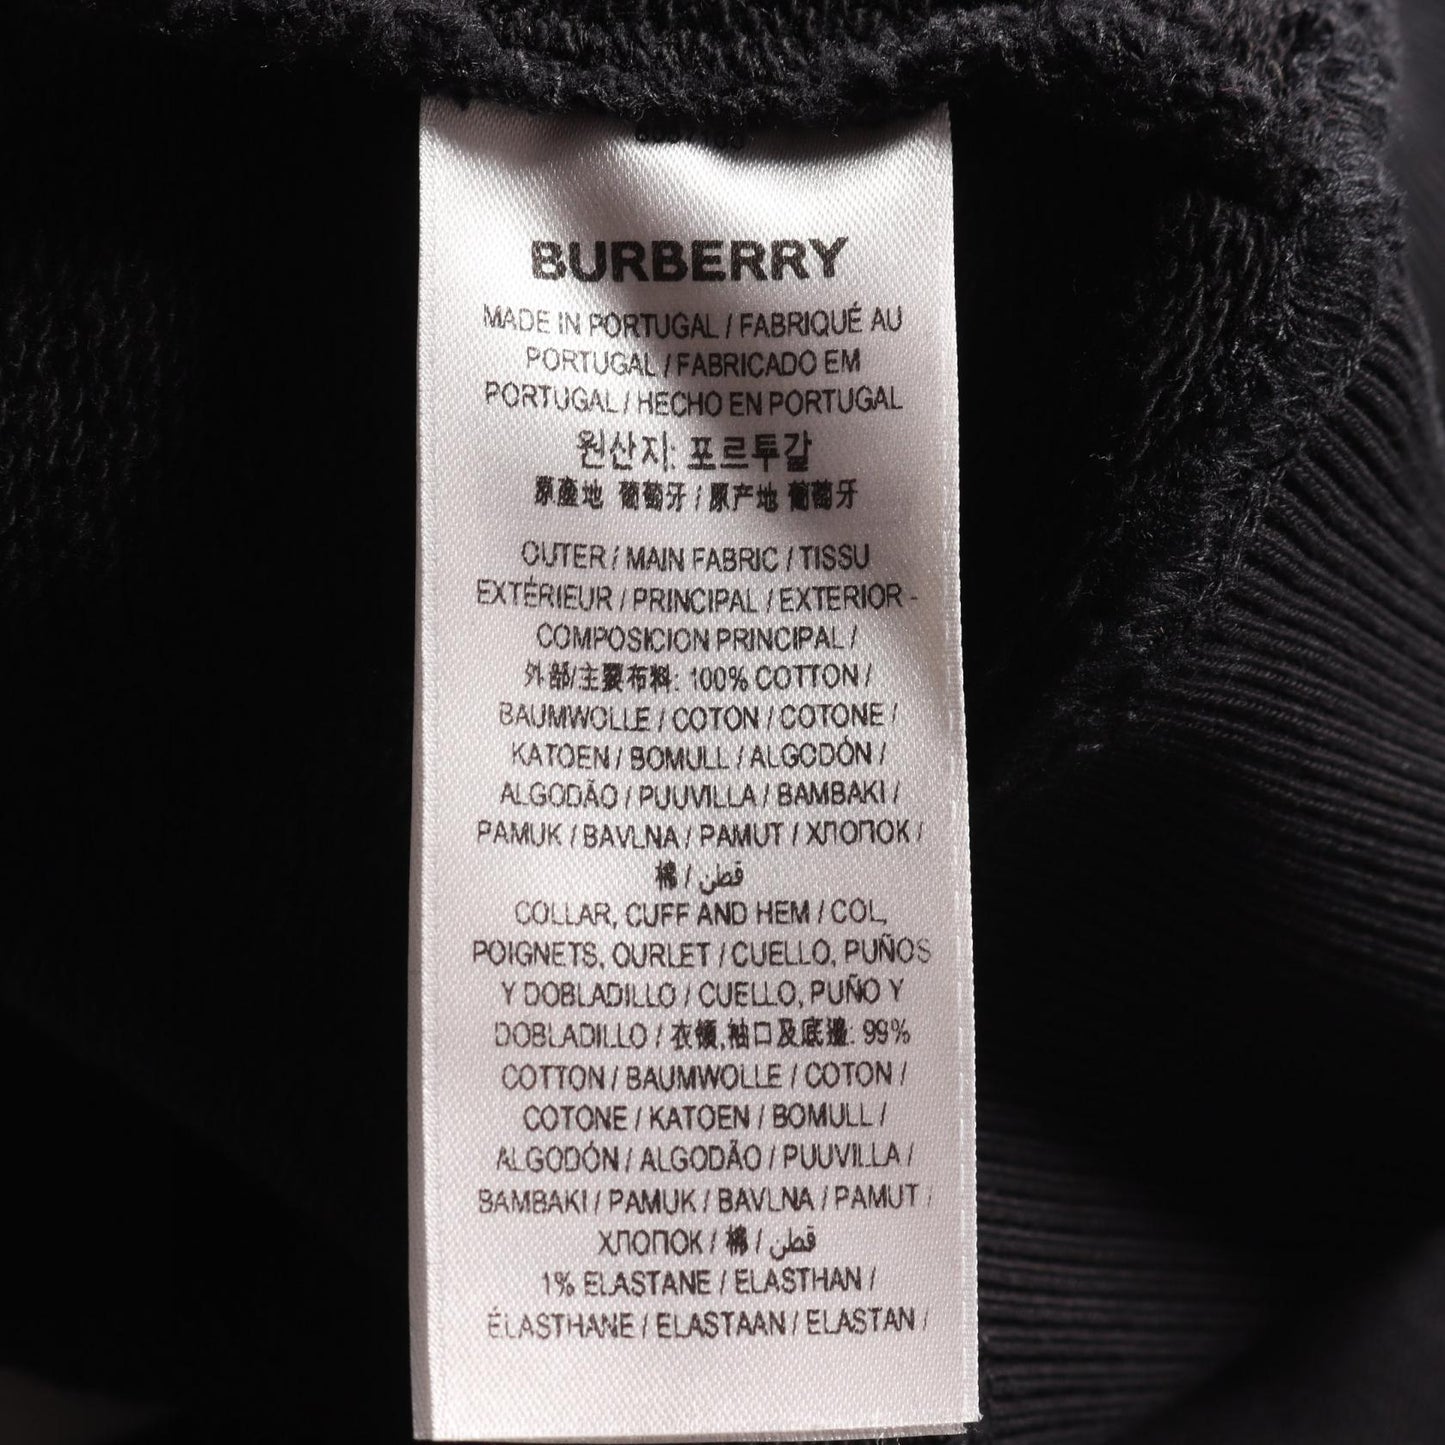 BURBERRY
MADE IN PORTUGAL / FABRIQUÉ AU
PORTUGAL / FABRICADO EM
PORTUGAL / HECHO EN PORTUGAL
원산지: 포르투갈
原產地 葡萄牙 / 原产地 葡萄牙
OUTER / MAIN FABRIC / TISSU
EXTÉRIEUR / PRINCIPAL / EXTERIOR -
COMPOSICION PRINCIPAL /
外部/主要布料: 100% COTTON /
BAUMWOLLE / COTON / COTONE /
KATOEN / BOMULL / ALGODÓN /
ALGODÃO / PUUVILLA / BAMBAKI /
PAMUK / BAVLNA / PAMUT / ХЛОПОК /
棉 / قطن
COLLAR, CUFF AND HEM / COL,
POIGNETS, OURLET / CUELLO, PUÑOS
Y DOBLADILLO / CUELLO, PUÑO Y
DOBLADILLO / 衣領,袖口及底邊: 99%
COTTON / BAUMWOLLE / COTON /
COTONE / KATOEN / BOMULL /
ALGODÓN / ALGODÃO / PUUVILLA /
BAMBAKI / PAMUK / BAVLNA / PAMUT /
ХЛОПОК / 棉 / قطن
1% ELASTANE / ELASTHAN /
ÉLASTHANE / ELASTAAN / ELASTAN /